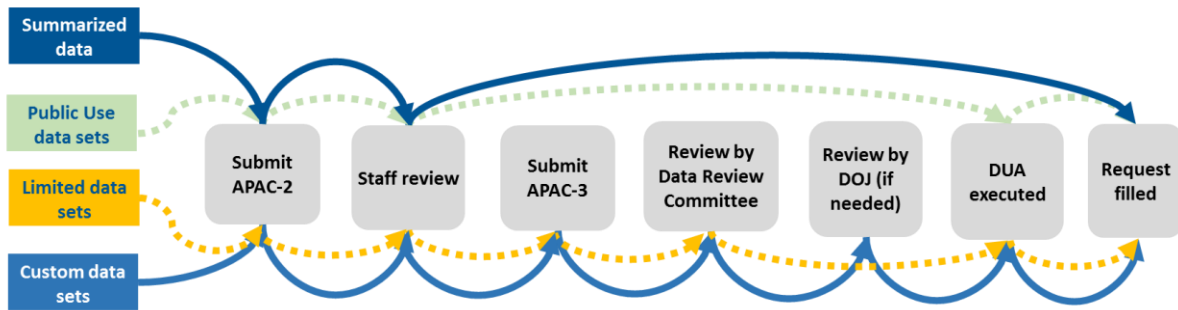 Summarized
data
Public Use
data sets
Limited data
sets
Custom data
sets
Submit
APAC-2
Staff review
Submit
APAC-3
Review by
Data Review
Committee
Review by
DOJ (if
needed)
DUA
executed
Request
filled